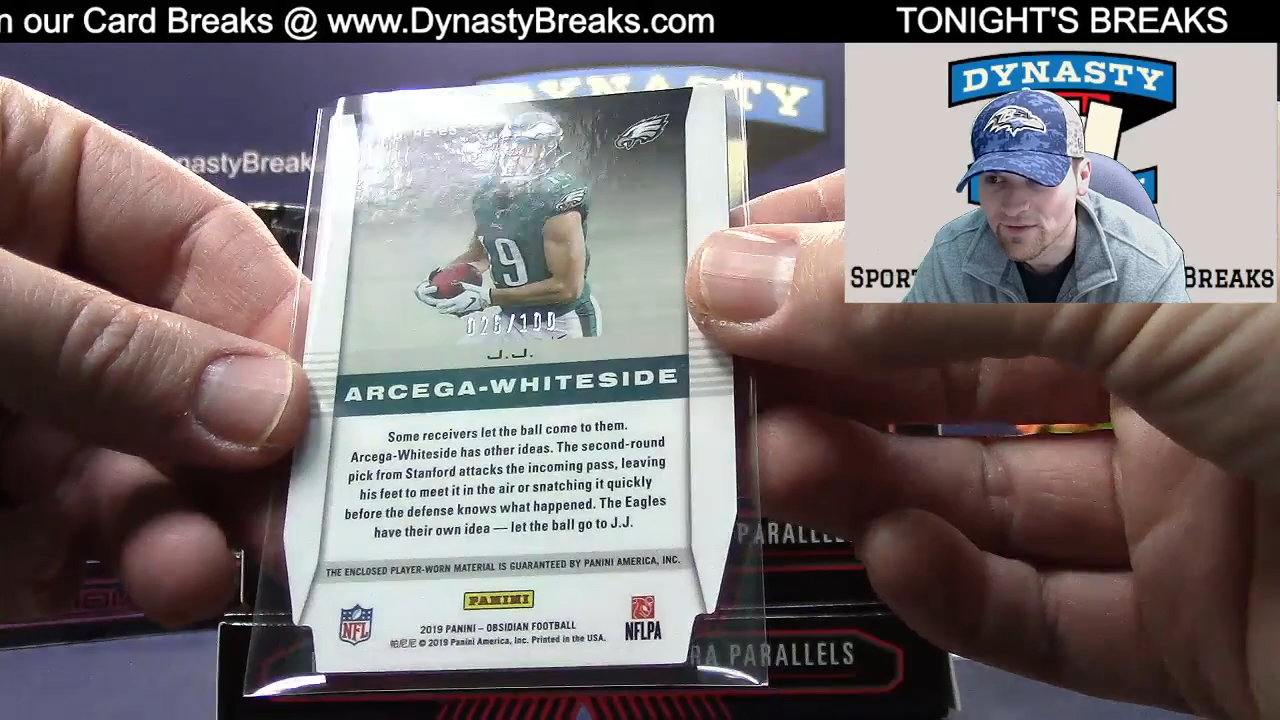 n our Card Breaks @ www.DynastyBreaks.com
TONIGHT'S BREAKS
DYNASTY
SPOR
BREAKS
nastyBreak
TY
9
/100
J.J.
ARCEGA-WHITESIDE
Some receivers let the ball come to them.
Arcega-Whiteside has other ideas. The second-round
pick from Stanford attacks the incoming pass, leaving
his feet to meet it in the air or snatching it quickly
before the defense knows what happened. The Eagles
have their own idea — let the ball go to J.J.
THE ENCLOSED PLAYER-WORN MATERIAL IS GUARANTEED BY PANINI AMERICA, INC.
PANINI
NFL
2019 PANINI – OBSIDIAN FOOTBALL
帕尼尼 © 2019 Panini America, Inc. Printed in the USA.
NFLPA
PARALLEL
RA PARALLELS